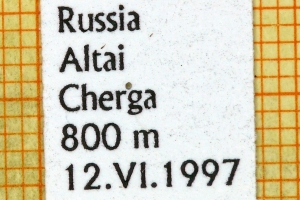 Russia
Altai
Cherga
800 m
12.VI.1997